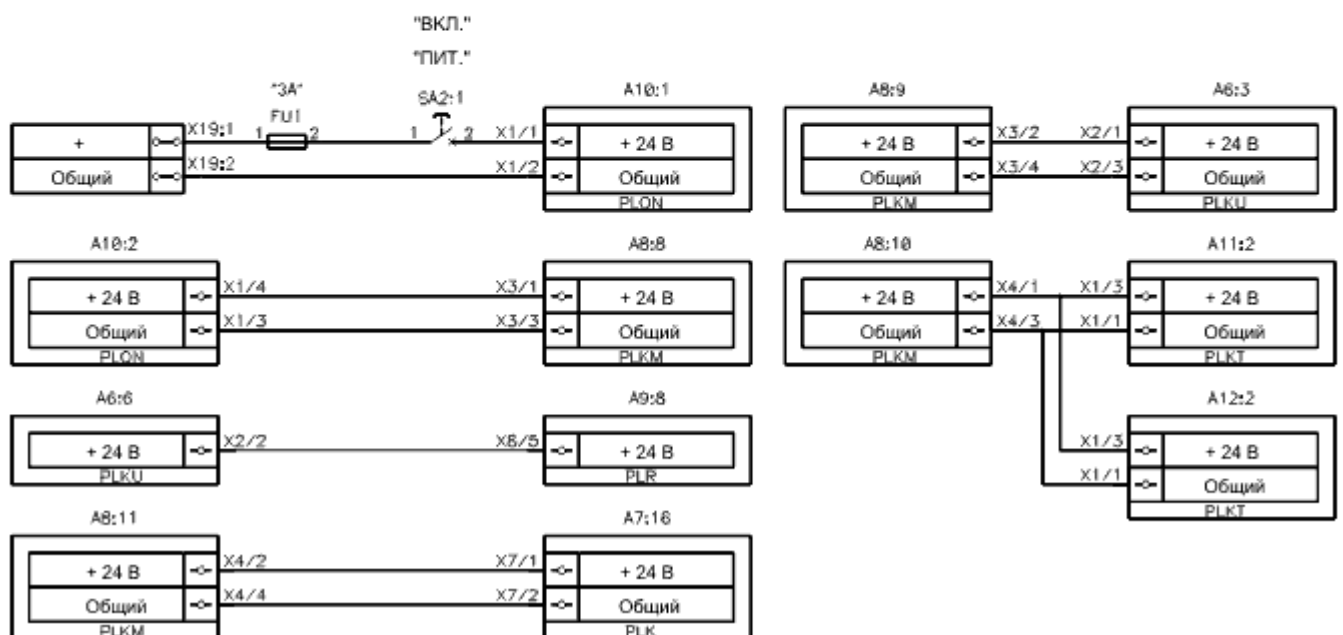 "ВКЛ."
"ПИТ."
"3А" SA2:1 A10:1 A8:9 A6:3
FU1
+ X19:1 1 2 1 2 X1/1 + 24 В + 24 В X3/2 X2/1 + 24 В
Общий X19:2 X1/2 Общий Общий X3/4 X2/3 Общий
PLON PLKM PLKU
A10:2 A8:8 A8:10 A11:2
+ 24 В X1/4 X3/1 + 24 В + 24 В X4/1 X1/3 + 24 В
Общий X1/3 X3/3 Общий Общий X4/3 X1/1 Общий
PLON PLKM PLKM PLKT
A6:6 A9:8 A12:2
+ 24 В X2/2 X8/5 + 24 В X1/3 + 24 В
PLKU PLR X1/1 Общий
PLKT
A8:11 A7:16
+ 24 В X4/2 X7/1 + 24 В
Общий X4/4 X7/2 Общий
PLKM PLK